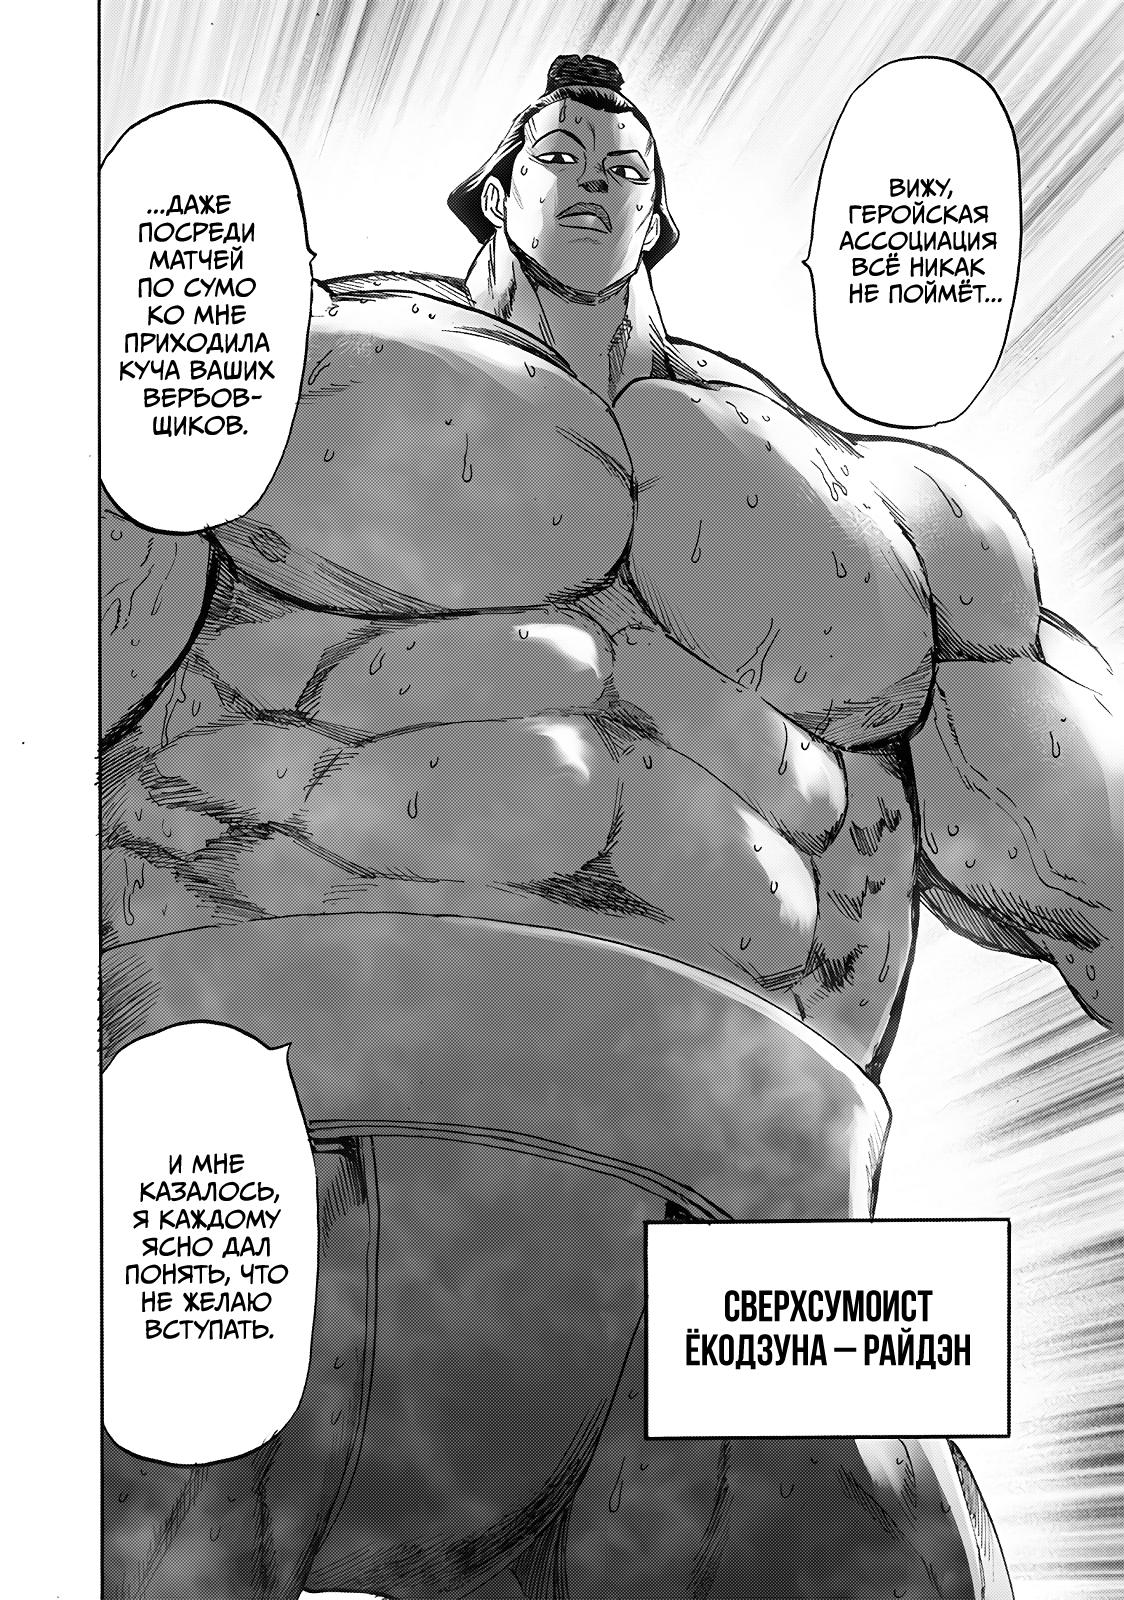 ВИЖУ,
ГЕРОЙСКАЯ
АССОЦИАЦИЯ
ВСЁ НИКАК
НЕ ПОЙМЁТ...
...ДАЖЕ
ПОСРЕДИ
МАТЧЕЙ
ПО СУМО
КО МНЕ
ПРИХОДИЛА
КУЧА ВАШИХ
ВЕРБОВ-
ЩИКОВ.
И МНЕ
КАЗАЛОСЬ,
Я КАЖДОМУ
ЯСНО ДАЛ
ПОНЯТЬ, ЧТО
НЕ ЖЕЛАЮ
ВСТУПАТЬ.
СВЕРХСУМОИСТ
ЁКОДЗУНА – РАЙДЭН